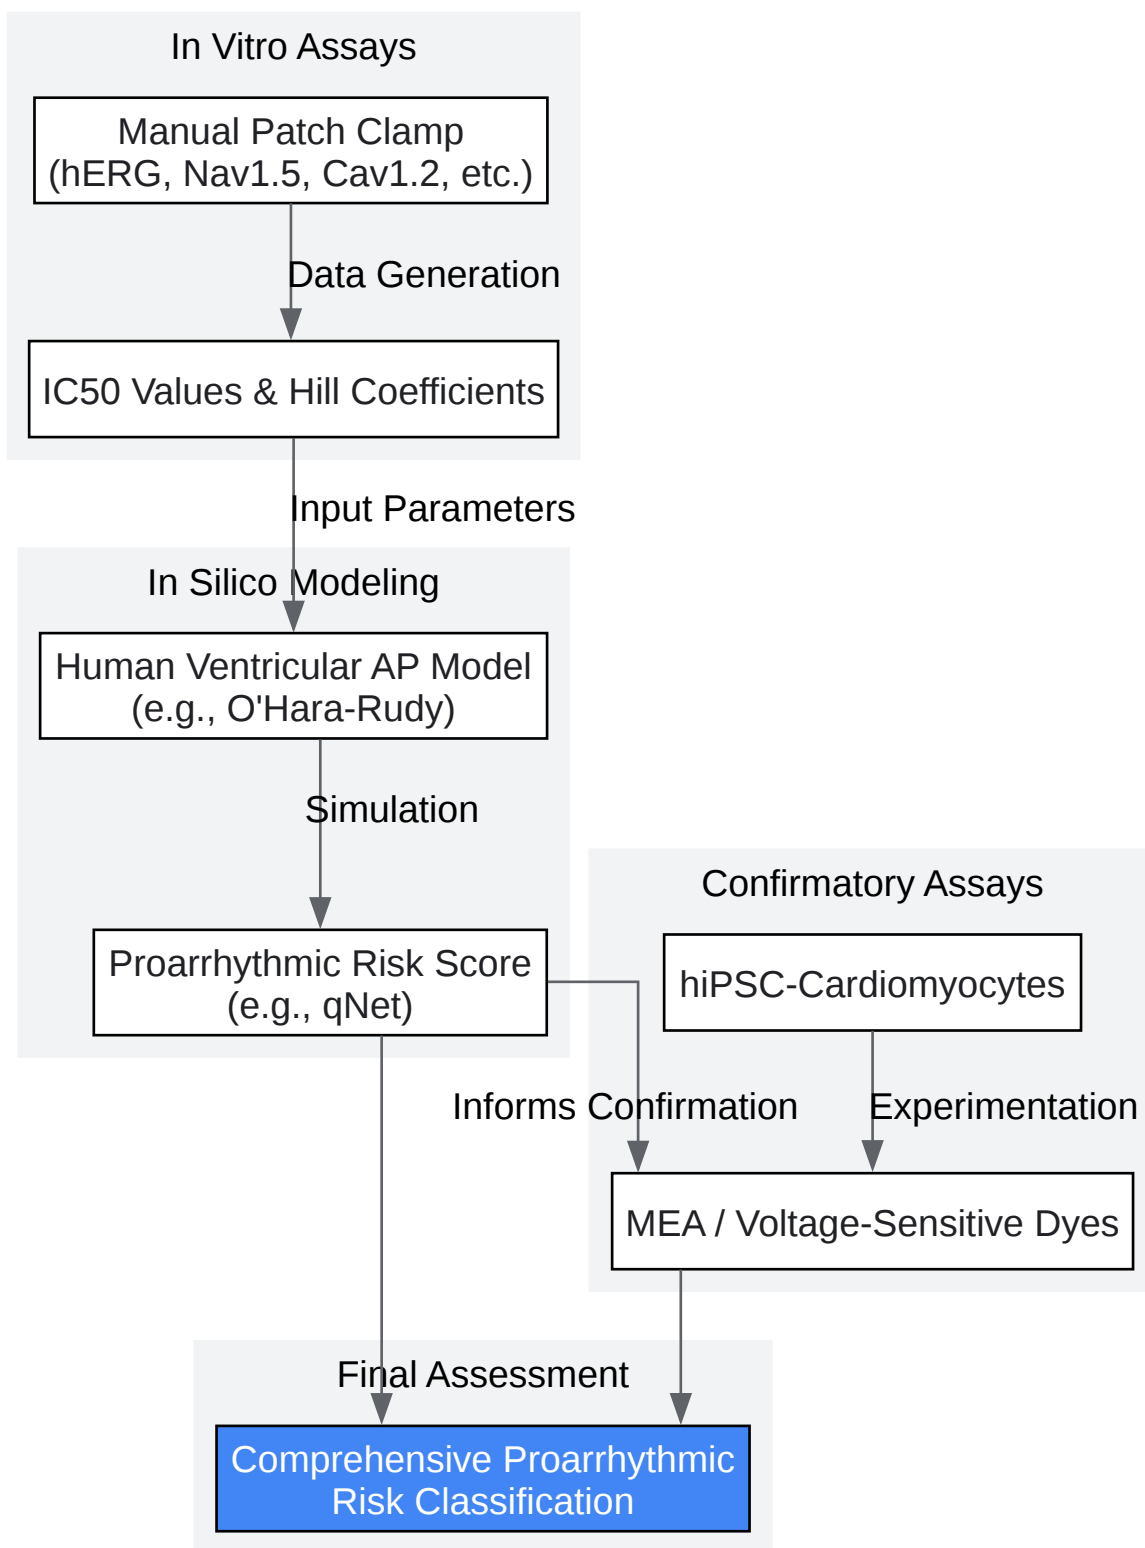 In Vitro Assays
Manual Patch Clamp
(hERG, Nav1.5, Cav1.2, etc.)
Data Generation
IC50 Values & Hill Coefficients
Input Parameters
In Silico Modeling
Human Ventricular AP Model
(e.g., O'Hara-Rudy)
Simulation
Proarrhythmic Risk Score
(e.g., qNet)
Confirmatory Assays
hiPSC-Cardiomyocytes
Informs Confirmation
Experimentation
MEA / Voltage-Sensitive Dyes
Final Assessment
Comprehensive Proarrhythmic
Risk Classification